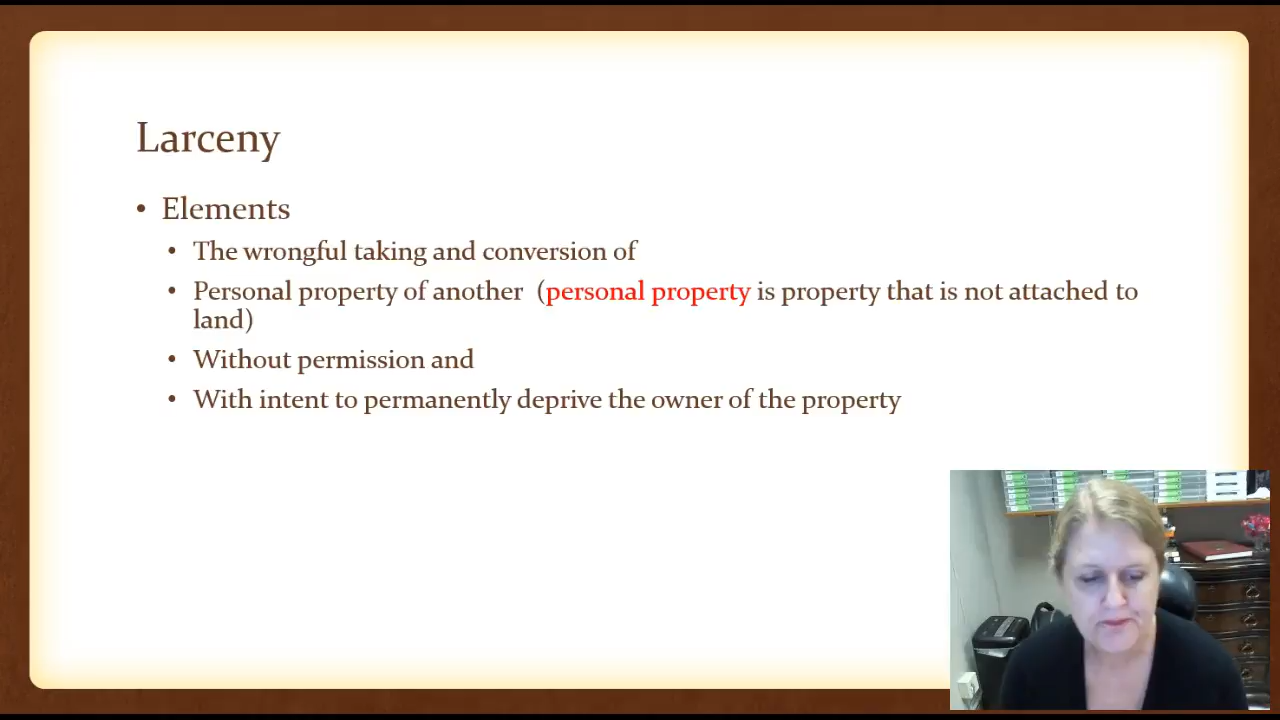 Larceny
• Elements
• The wrongful taking and conversion of
• Personal property of another (personal property is property that is not attached to
land)
• Without permission and
• With intent to permanently deprive the owner of the property